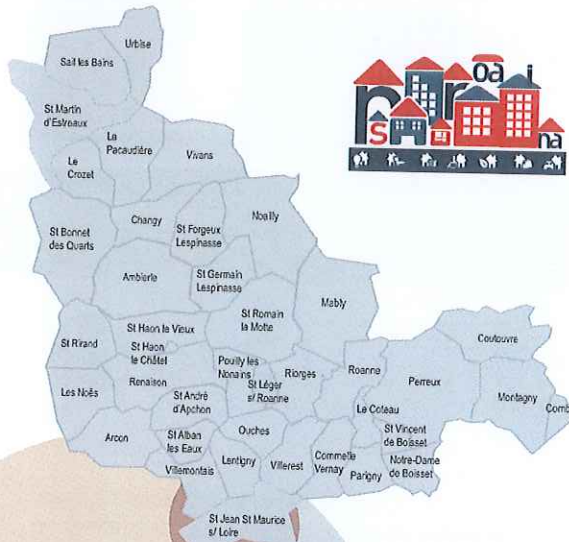 Urbise
Sail les Bains
St Martin
d'Estreaux
La
Pacaudière
Le
Crozet
Vivans
Changy
St Forgeux
Lespinasse
Noailly
St Bonnet
des Quarts
Ambierle
St Germain
Lespinasse
St Romain
la Motte
Mably
St Rirand
St Haon le Vieux
St Haon
le Châtel
Renaison
Pouilly les
Nonains
St Léger
s/ Roanne
Riorges
Roanne
Perreux
Coutouvre
Montagny
Comb
Les Noës
St André
d'Apchon
Le Coteau
Arcon
St Alban
les Eaux
Ouches
Villemontais
Lentigny
Villerest
Commelle
Vernay
Parigny
St Vincent
de Boisset
Notre-Dame
de Boisset
St Jean St Maurice
s/ Loire